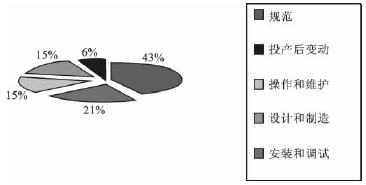 15%
6%
43%
15%
21%
规范
投产后变动
操作和维护
设计和制造
安装和调试